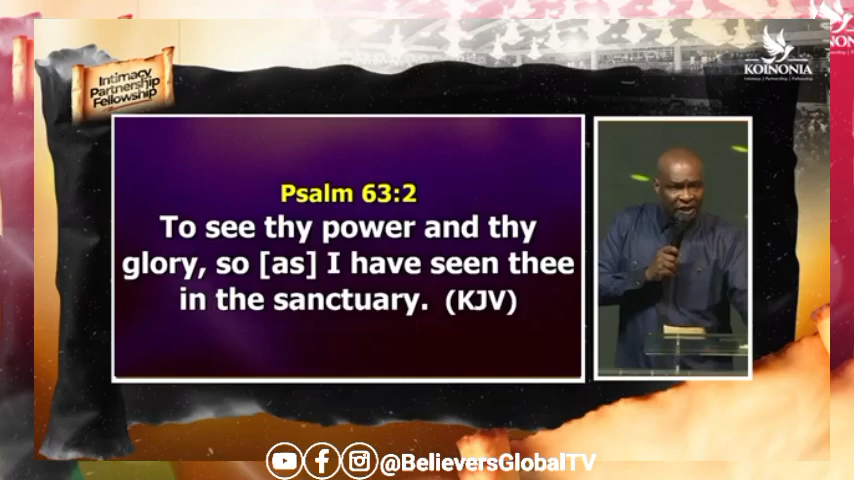 Intimacy
Partnership
Fellowship
KOINONIA
Intimacy | Partnership | Fellowship
Psalm 63:2
To see thy power and thy
glory, so [as] I have seen thee
in the sanctuary. (KJV)
@BelieversGlobalTV